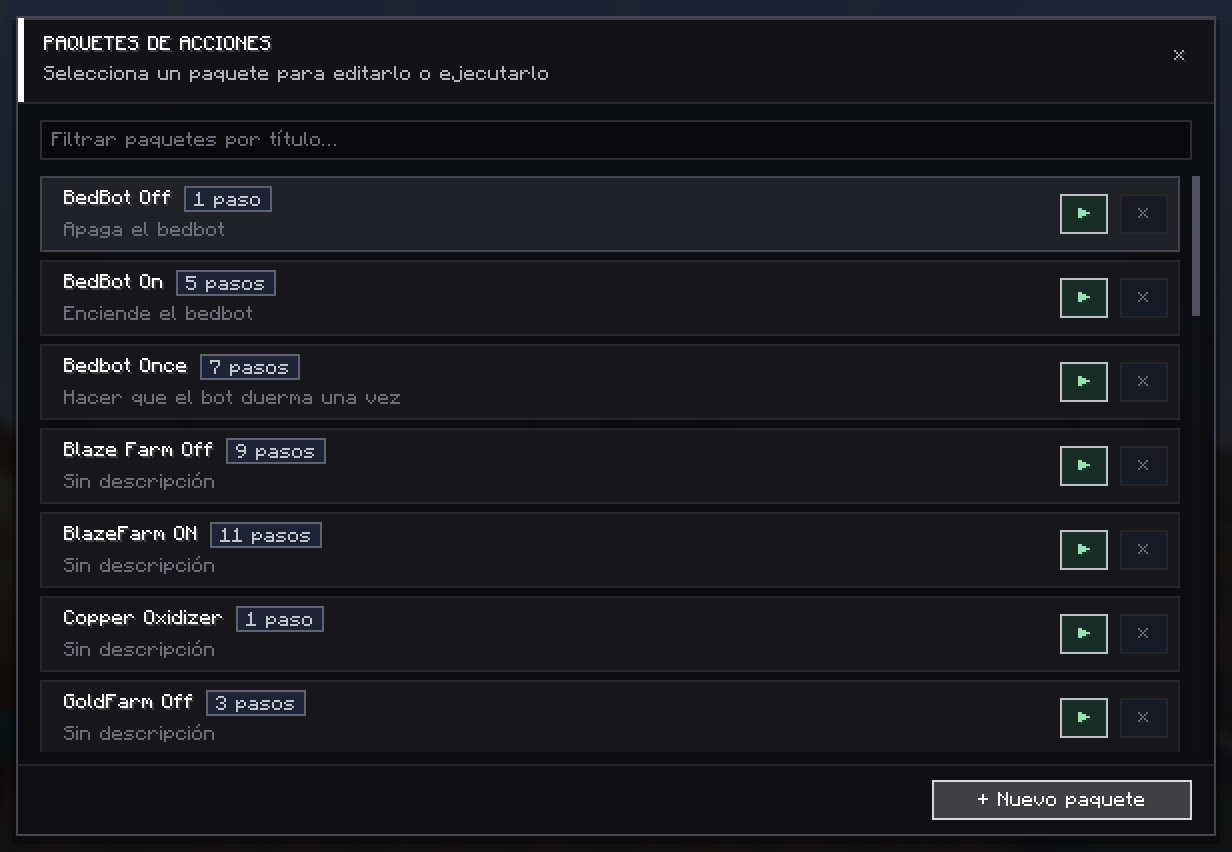 PAQUETES DE ACCIONES
Selecciona un paquete para editarlo o ejecutarlo
Filtrar paquetes por título...
BedBot Off 1 paso
Apaga el bedbot
BedBot On 5 pasos
Enciende el bedbot
Bedbot Once 7 pasos
Hacer que el bot duerma una vez
Blaze Farm Off 9 pasos
Sin descripción
BlazeFarm ON 11 pasos
Sin descripción
Copper Oxidizer 1 paso
Sin descripción
GoldFarm Off 3 pasos
Sin descripción
+ Nuevo paquete